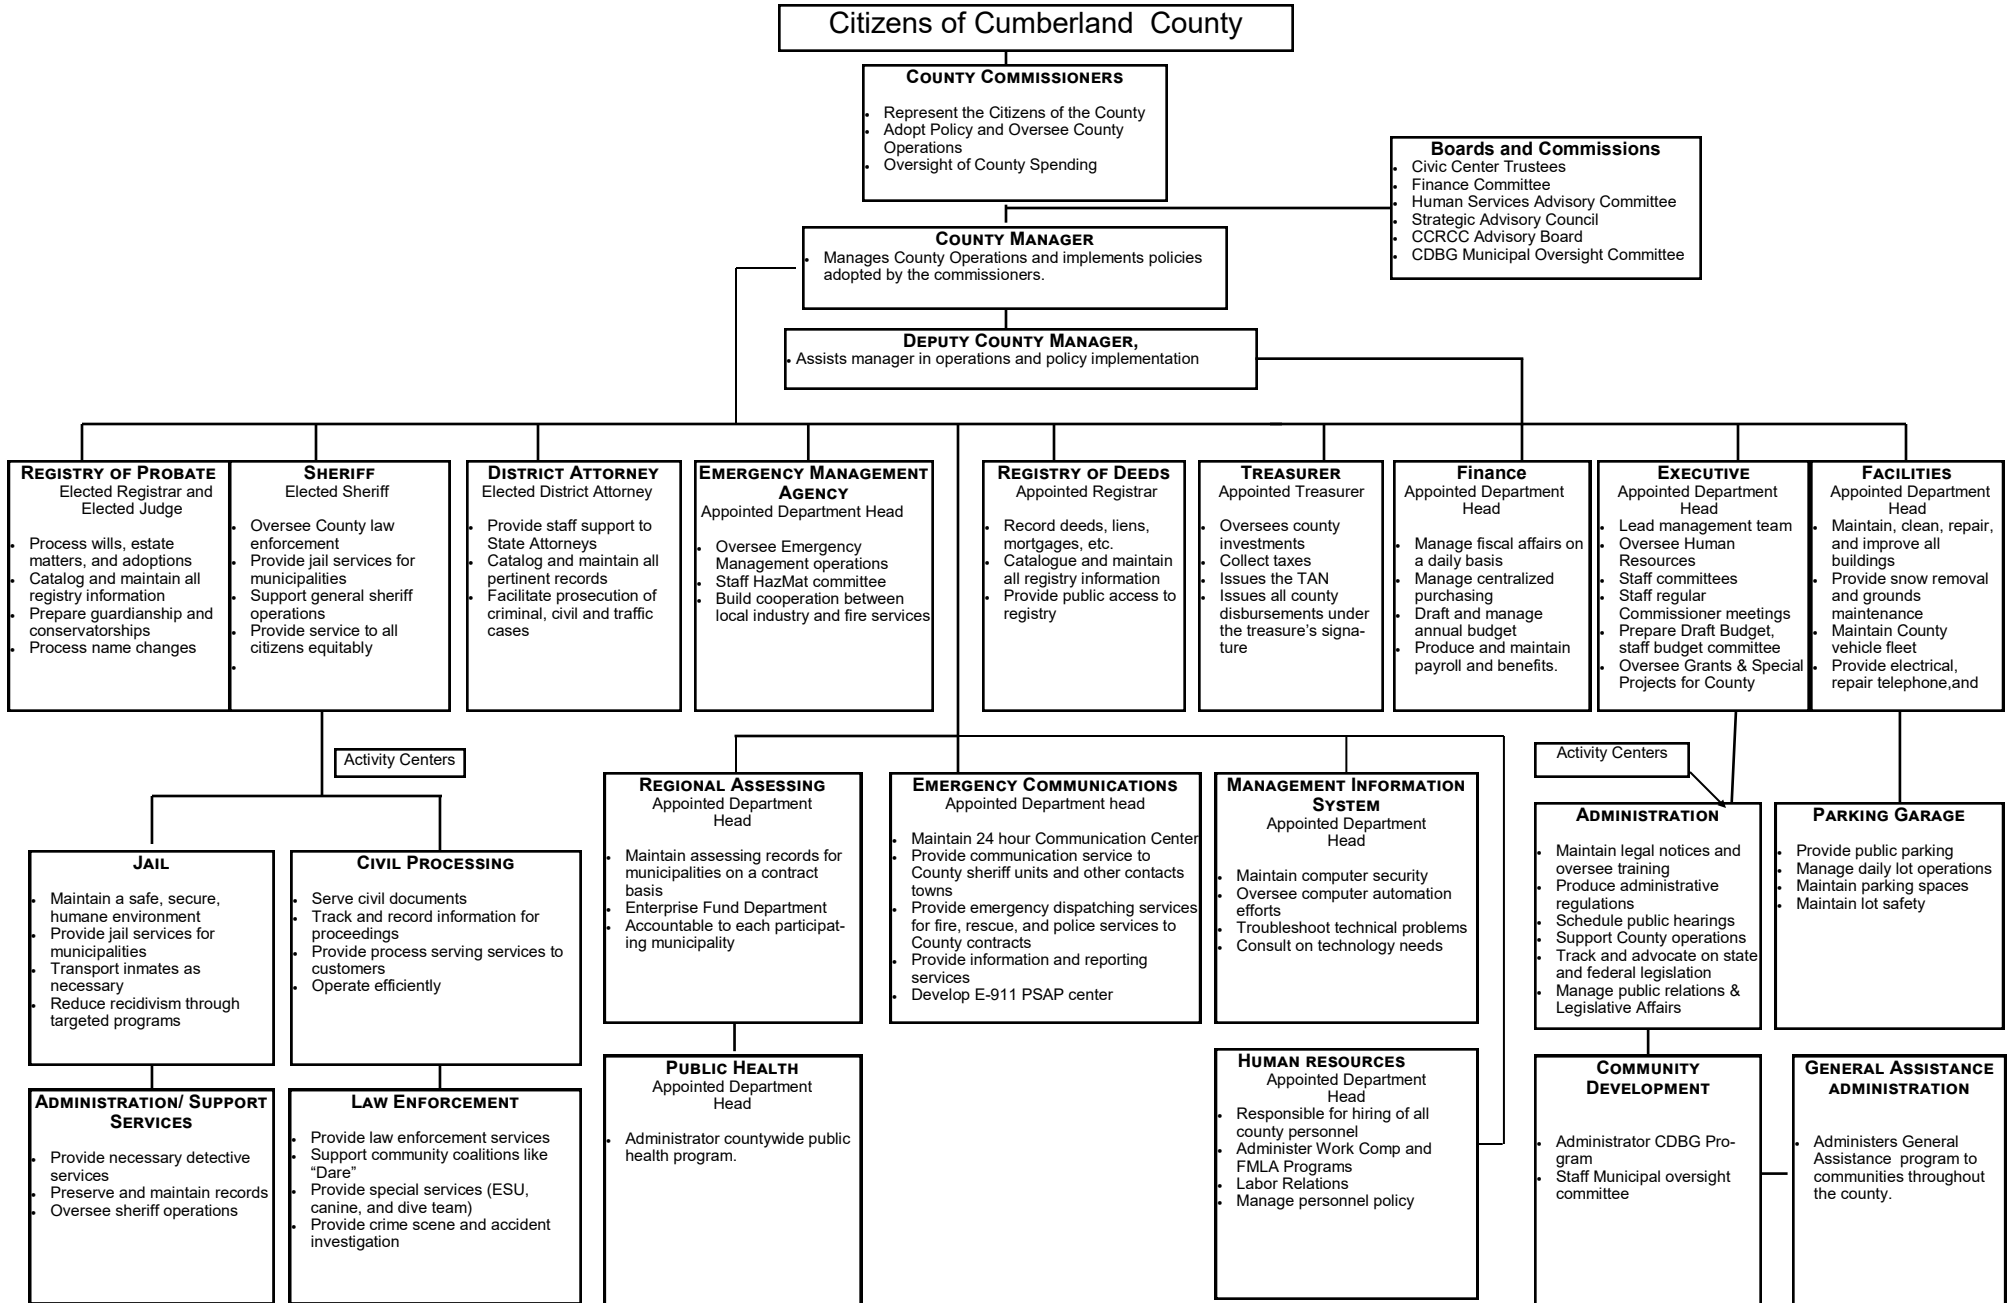 Citizens of Cumberland  County
COUNTY COMMISSIONERS
• Represent the Citizens of the County
• Adopt Policy and Oversee County
Operations
• Oversight of County Spending
Boards and Commissions
• Civic Center Trustees
• Finance Committee
• Human Services Advisory Committee
• Strategic Advisory Council
• CCRCC Advisory Board
• CDBG Municipal Oversight Committee
COUNTY MANAGER
• Manages County Operations and implements policies
adopted by the commissioners.
DEPUTY COUNTY MANAGER,
• Assists manager in operations and policy implementation
REGISTRY OF PROBATE
Elected Registrar and
Elected Judge
• Process wills, estate
matters, and adoptions
• Catalog and maintain all
registry information
• Prepare guardianship and
conservatorships
• Process name changes
SHERIFF
Elected Sheriff
• Oversee County law
enforcement
• Provide jail services for
municipalities
• Support general sheriff
operations
• Provide service to all
citizens equitably
•
DISTRICT ATTORNEY
Elected District Attorney
• Provide staff support to
State Attorneys
• Catalog and maintain all
pertinent records
• Facilitate prosecution of
criminal, civil and traffic
cases
EMERGENCY MANAGEMENT
AGENCY
Appointed Department Head
• Oversee Emergency
Management operations
• Staff HazMat committee
• Build cooperation between
local industry and fire services
REGISTRY OF DEEDS
Appointed Registrar
• Record deeds, liens,
mortgages, etc.
• Catalogue and maintain
all registry information
• Provide public access to
registry
TREASURER
Appointed Treasurer
• Oversees county
investments
• Collect taxes
• Issues the TAN
• Issues all county
disbursements under
the treasure’s signa-
ture
Finance
Appointed Department
Head
• Manage fiscal affairs on
a daily basis
• Manage centralized
purchasing
• Draft and manage
annual budget
• Produce and maintain
payroll and benefits.
EXECUTIVE
Appointed Department
Head
• Lead management team
• Oversee Human
Resources
• Staff committees
• Staff regular
Commissioner meetings
• Prepare Draft Budget,
staff budget committee
• Oversee Grants & Special
Projects for County
FACILITIES
Appointed Department
Head
• Maintain, clean, repair,
and improve all
buildings
• Provide snow removal
and grounds
maintenance
• Maintain County
vehicle fleet
• Provide electrical,
repair telephone,and
Activity Centers
Activity Centers
JAIL
• Maintain a safe, secure,
humane environment
• Provide jail services for
municipalities
• Transport inmates as
necessary
• Reduce recidivism through
targeted programs
CIVIL PROCESSING
• Serve civil documents
• Track and record information for
proceedings
• Provide process serving services to
customers
• Operate efficiently
REGIONAL ASSESSING
Appointed Department
Head
• Maintain assessing records for
municipalities on a contract
basis
• Enterprise Fund Department
• Accountable to each participat-
ing municipality
EMERGENCY COMMUNICATIONS
Appointed Department head
• Maintain 24 hour Communication Center
• Provide communication service to
County sheriff units and other contacts
towns
• Provide emergency dispatching services
for fire, rescue, and police services to
County contracts
• Provide information and reporting
services
• Develop E-911 PSAP center
MANAGEMENT INFORMATION
SYSTEM
Appointed Department
Head
• Maintain computer security
• Oversee computer automation
efforts
• Troubleshoot technical problems
• Consult on technology needs
ADMINISTRATION
• Maintain legal notices and
oversee training
• Produce administrative
regulations
• Schedule public hearings
• Support County operations
• Track and advocate on state
and federal legislation
• Manage public relations &
Legislative Affairs
PARKING GARAGE
• Provide public parking
• Manage daily lot operations
• Maintain parking spaces
• Maintain lot safety
ADMINISTRATION/ SUPPORT
SERVICES
• Provide necessary detective
services
• Preserve and maintain records
• Oversee sheriff operations
LAW ENFORCEMENT
• Provide law enforcement services
• Support community coalitions like
“Dare”
• Provide special services (ESU,
canine, and dive team)
• Provide crime scene and accident
investigation
PUBLIC HEALTH
Appointed Department
Head
• Administrator countywide public
health program.
HUMAN RESOURCES
Appointed Department
Head
• Responsible for hiring of all
county personnel
• Administer Work Comp and
FMLA Programs
• Labor Relations
• Manage personnel policy
COMMUNITY
DEVELOPMENT
• Administrator CDBG Pro-
gram
• Staff Municipal oversight
committee
GENERAL ASSISTANCE
ADMINISTRATION
• Administers General
Assistance  program to
communities throughout
the county.